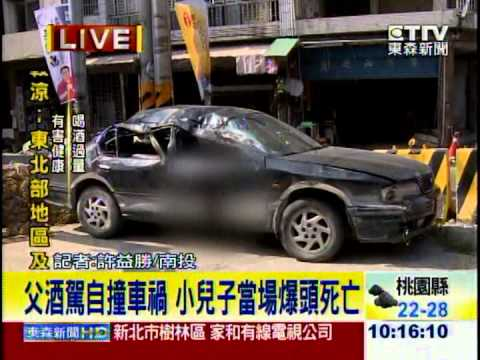 LIVE
ETtV
東森新聞
涼:東北部地區及
喝酒過量
有害健康
記者:許益勝/南投
父酒駕自撞車禍 小兒子當場爆頭死亡
桃園縣
22-28
東森新聞HD
新北市樹林區 家和有線電視公司
10:16:10